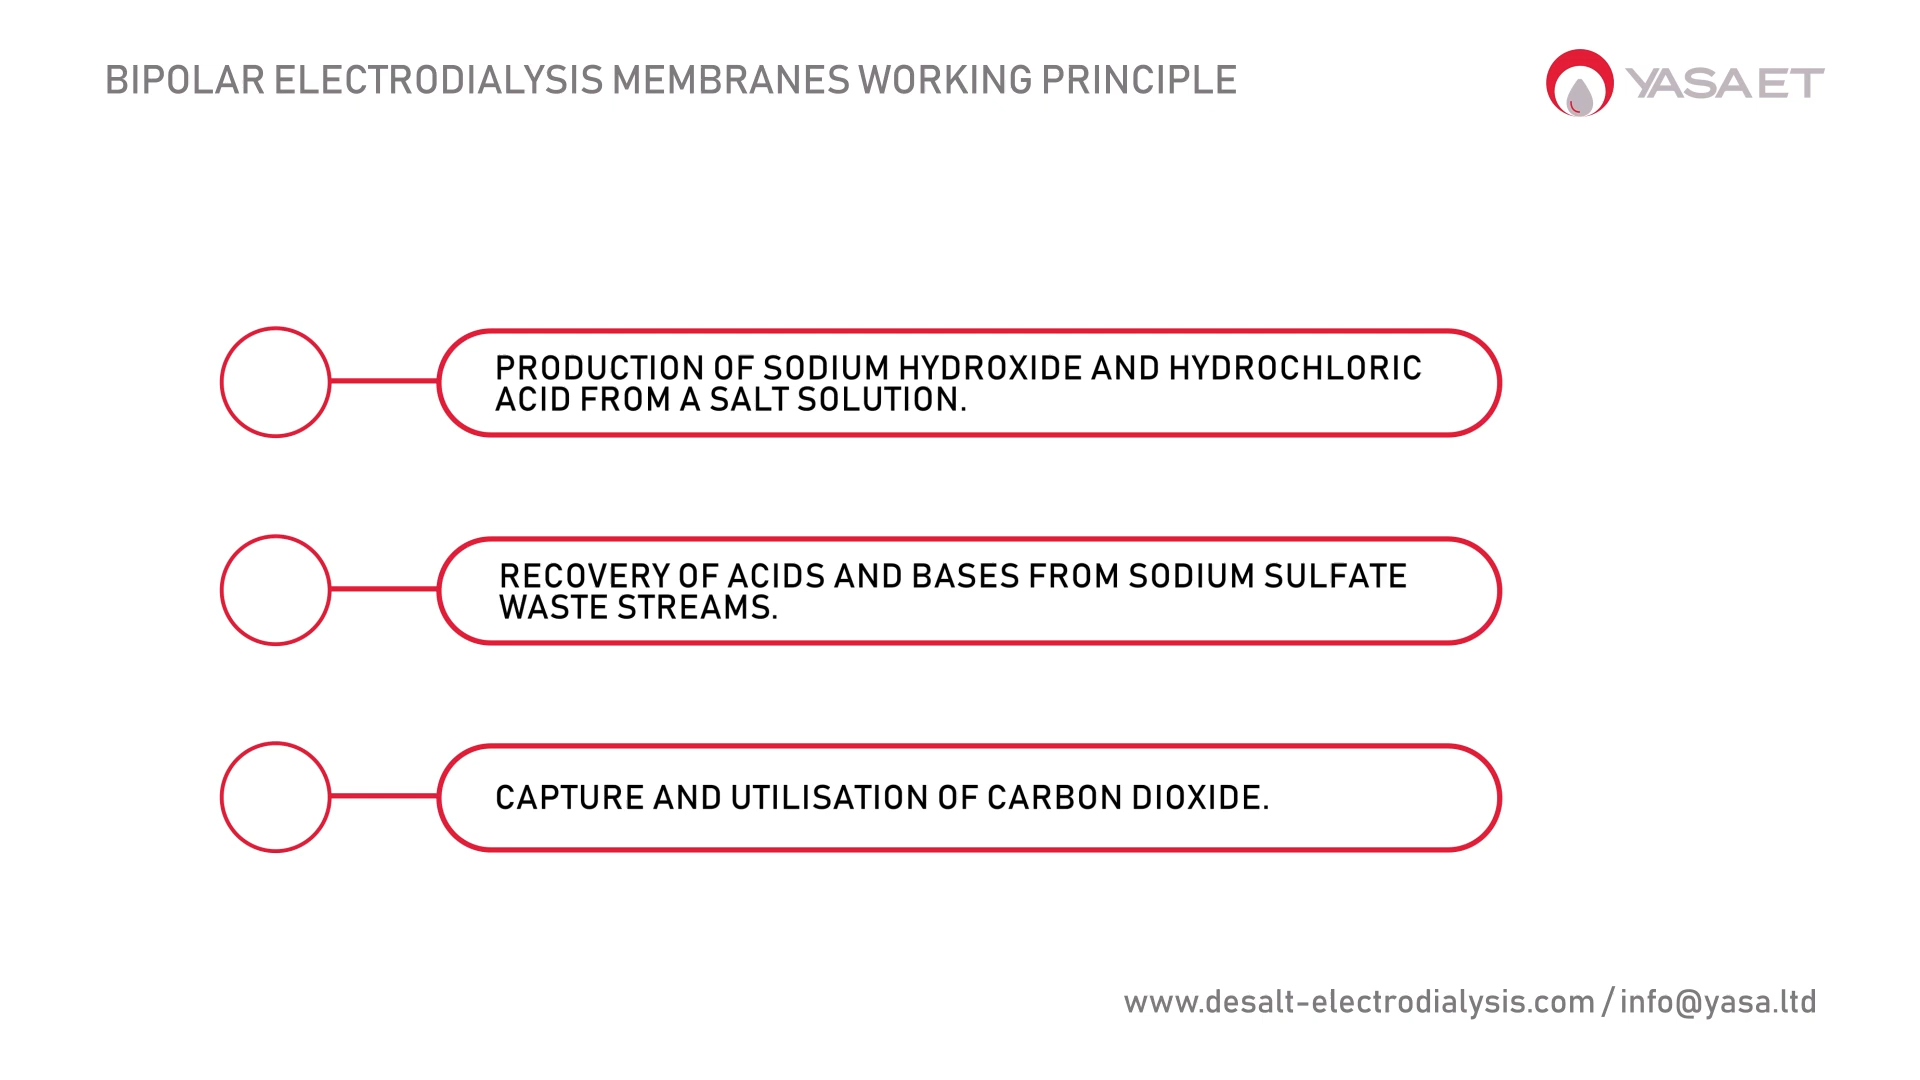 BIPOLAR ELECTRODIALYSIS MEMBRANES WORKING PRINCIPLE
YASA ET
PRODUCTION OF SODIUM HYDROXIDE AND HYDROCHLORIC
ACID FROM A SALT SOLUTION.
RECOVERY OF ACIDS AND BASES FROM SODIUM SULFATE
WASTE STREAMS.
CAPTURE AND UTILISATION OF CARBON DIOXIDE.
www.desalt-electrodialysis.com / info@yasa.ltd